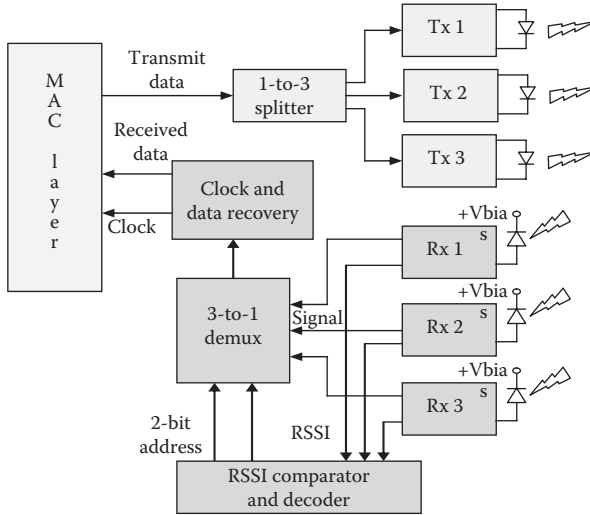 MAC layer
Transmit
data
1-to-3
splitter
Tx 1
Tx 2
Tx 3
Received
data
Clock
Clock and
data recovery
+Vbia
Rx 1
s
+Vbia
Rx 2
s
+Vbia
Rx 3
s
3-to-1
demux
Signal
2-bit
address
RSSI
RSSI comparator
and decoder